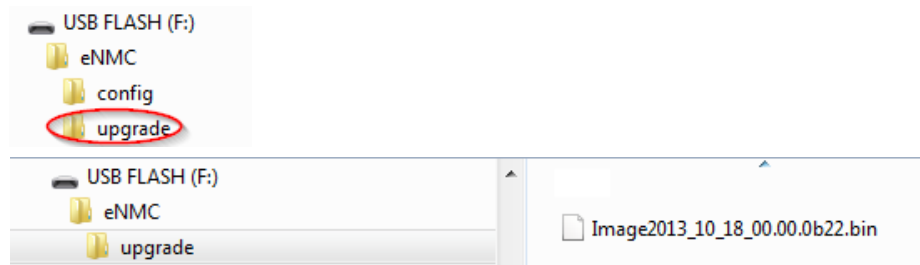 USB FLASH (F:)
eNMC
config
upgrade
USB FLASH (F:)
eNMC
upgrade
Image2013_10_18_00.00.0b22.bin